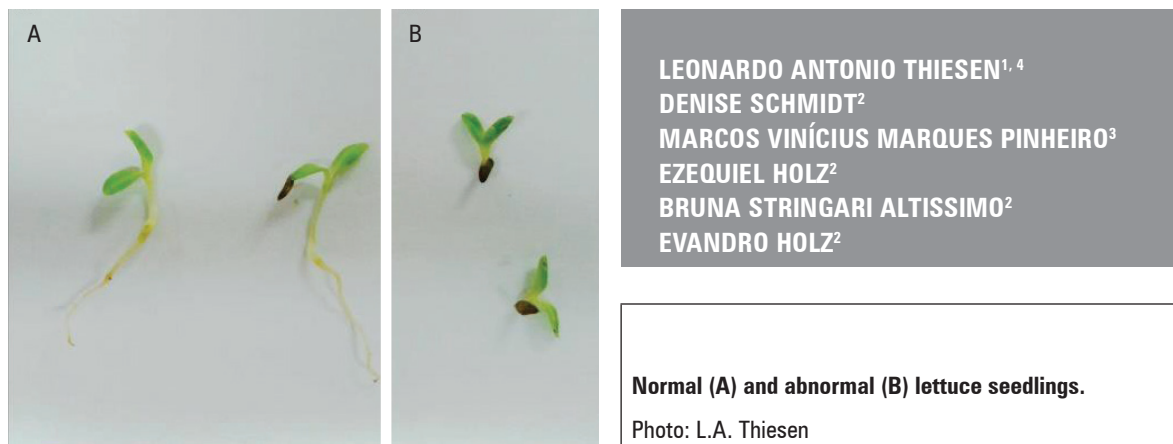 A
B
LEONARDO ANTONIO THIESEN1, 4
DENISE SCHMIDT2
MARCOS VINÍCIUS MARQUES PINHEIRO3
EZEQUIEL HOLZ2
BRUNA STRINGARI ALTISSIMO2
EVANDRO HOLZ2
Normal (A) and abnormal (B) lettuce seedlings.
Photo: L.A. Thiesen